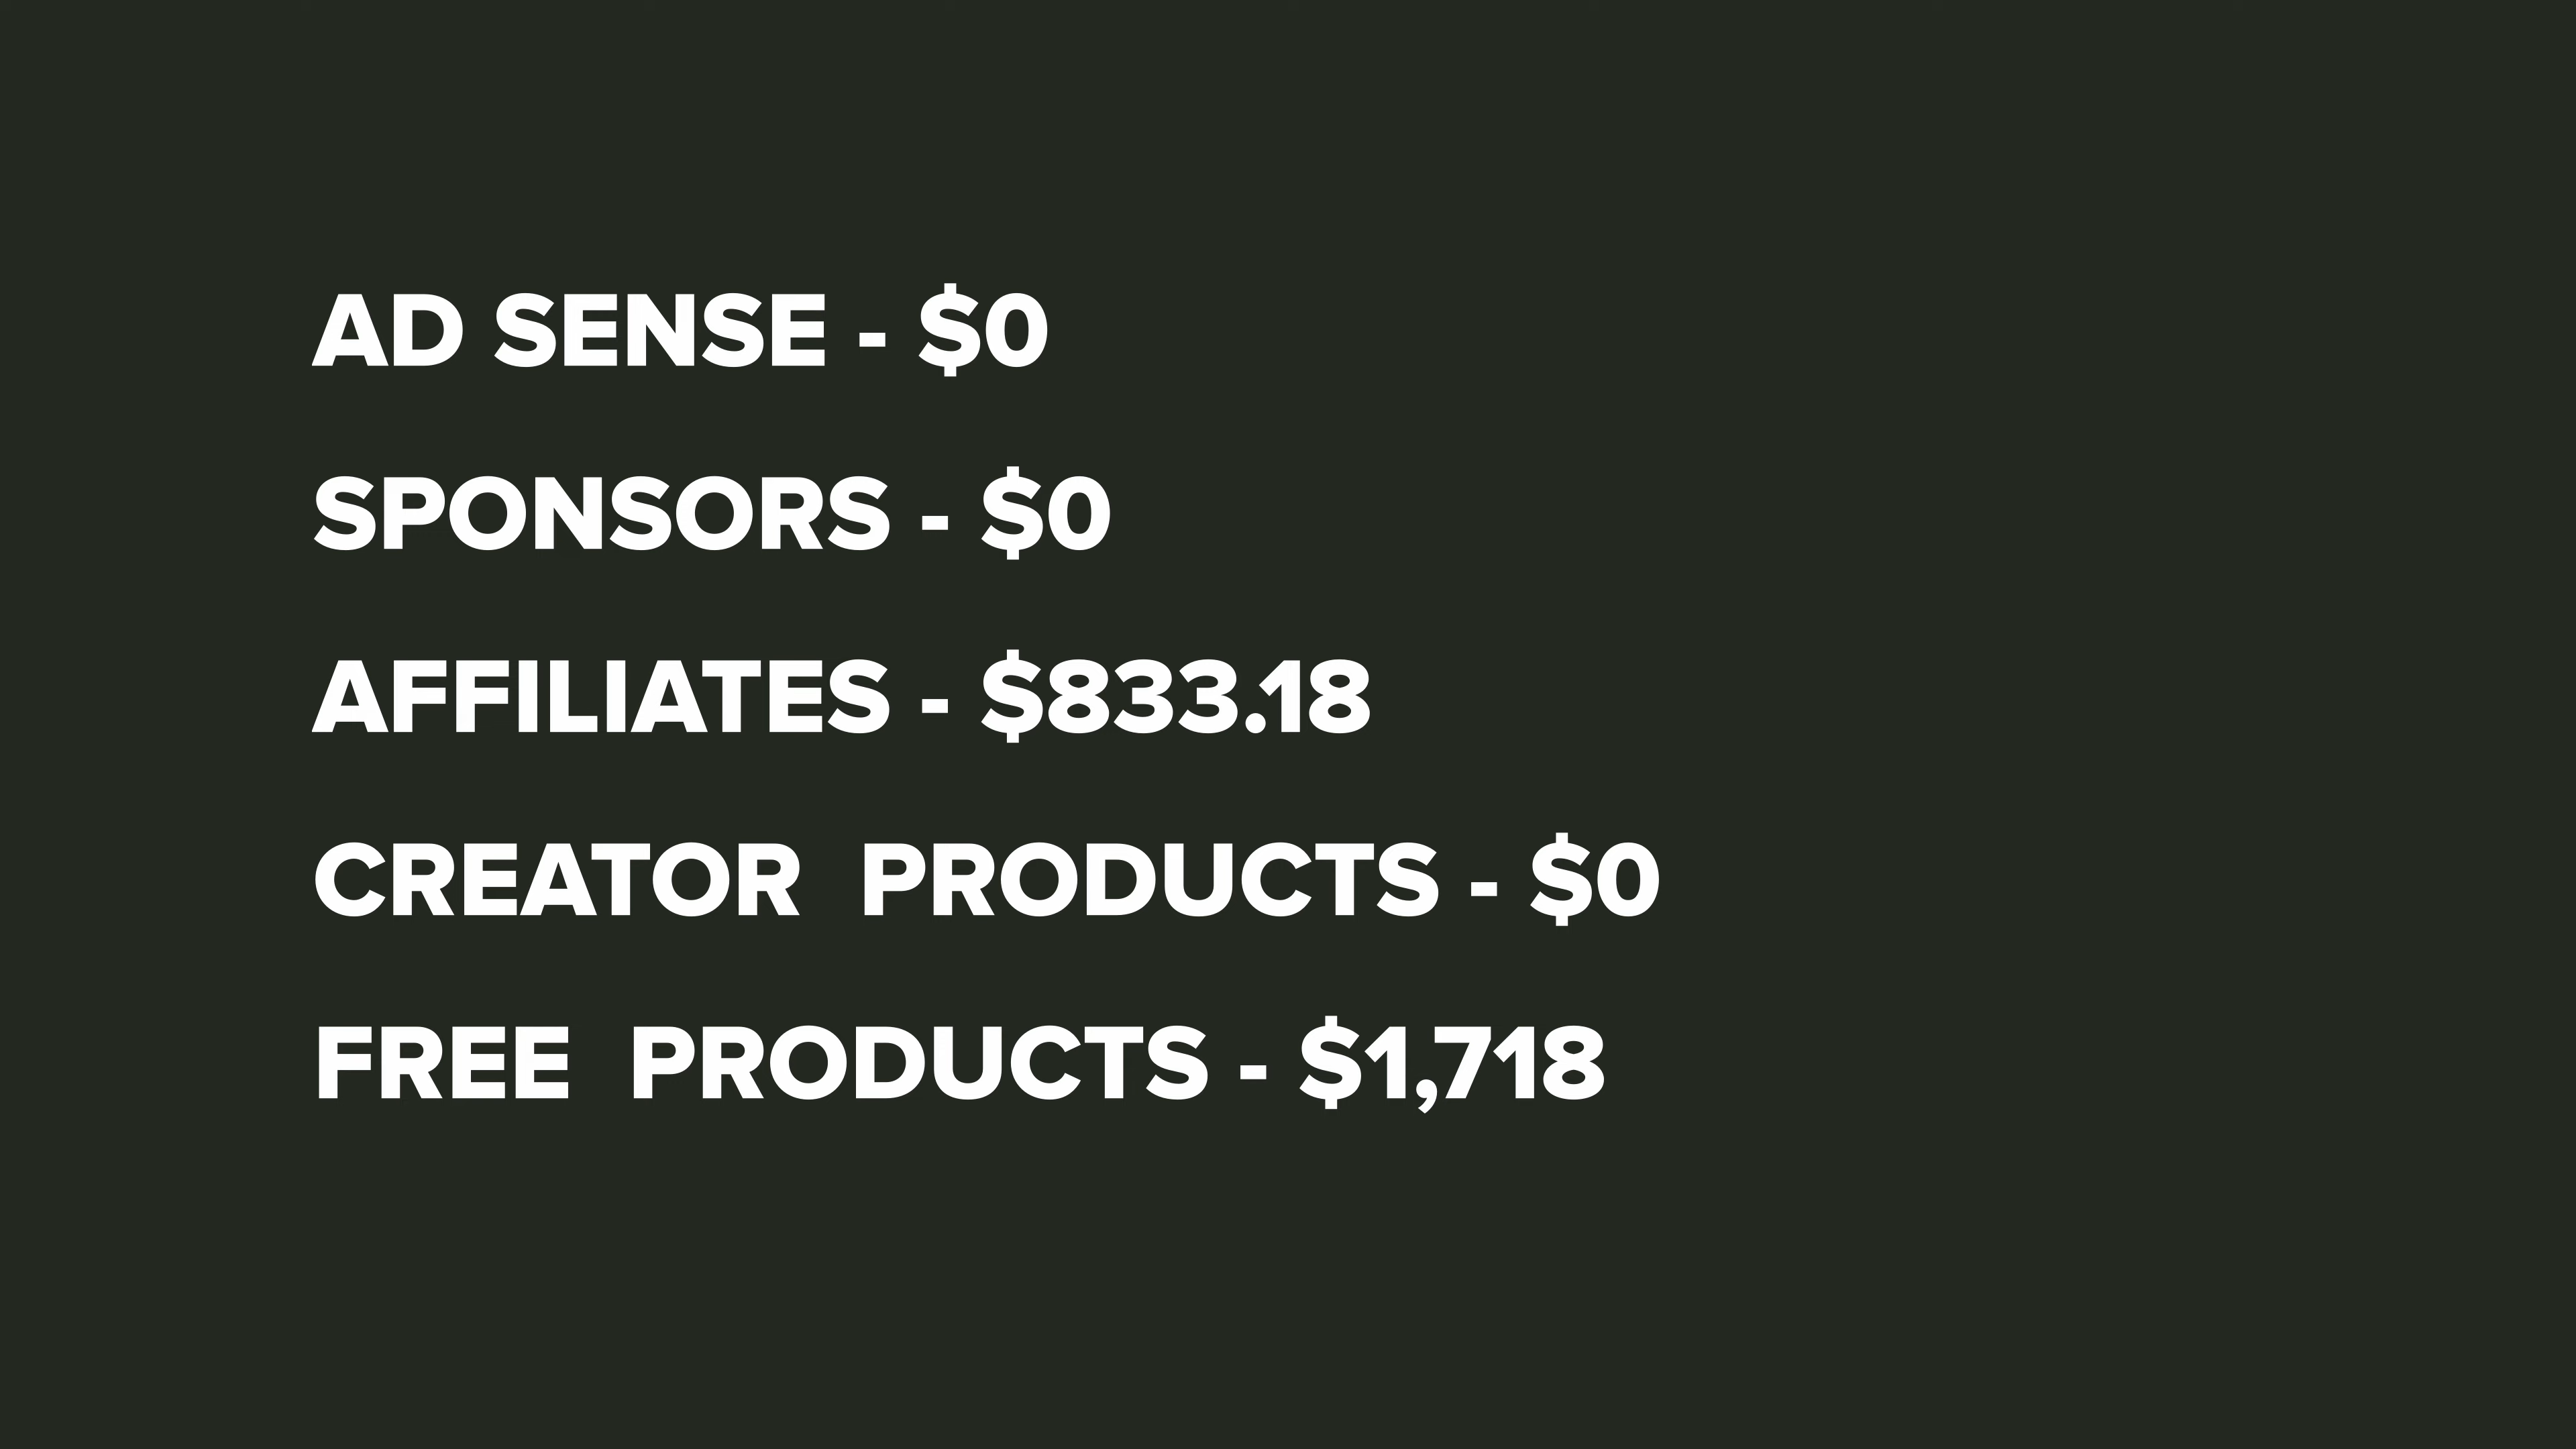 AD SENSE - $0
SPONSORS - $0
AFFILIATES - $833.18
CREATOR  PRODUCTS - $0
FREE  PRODUCTS - $1,718